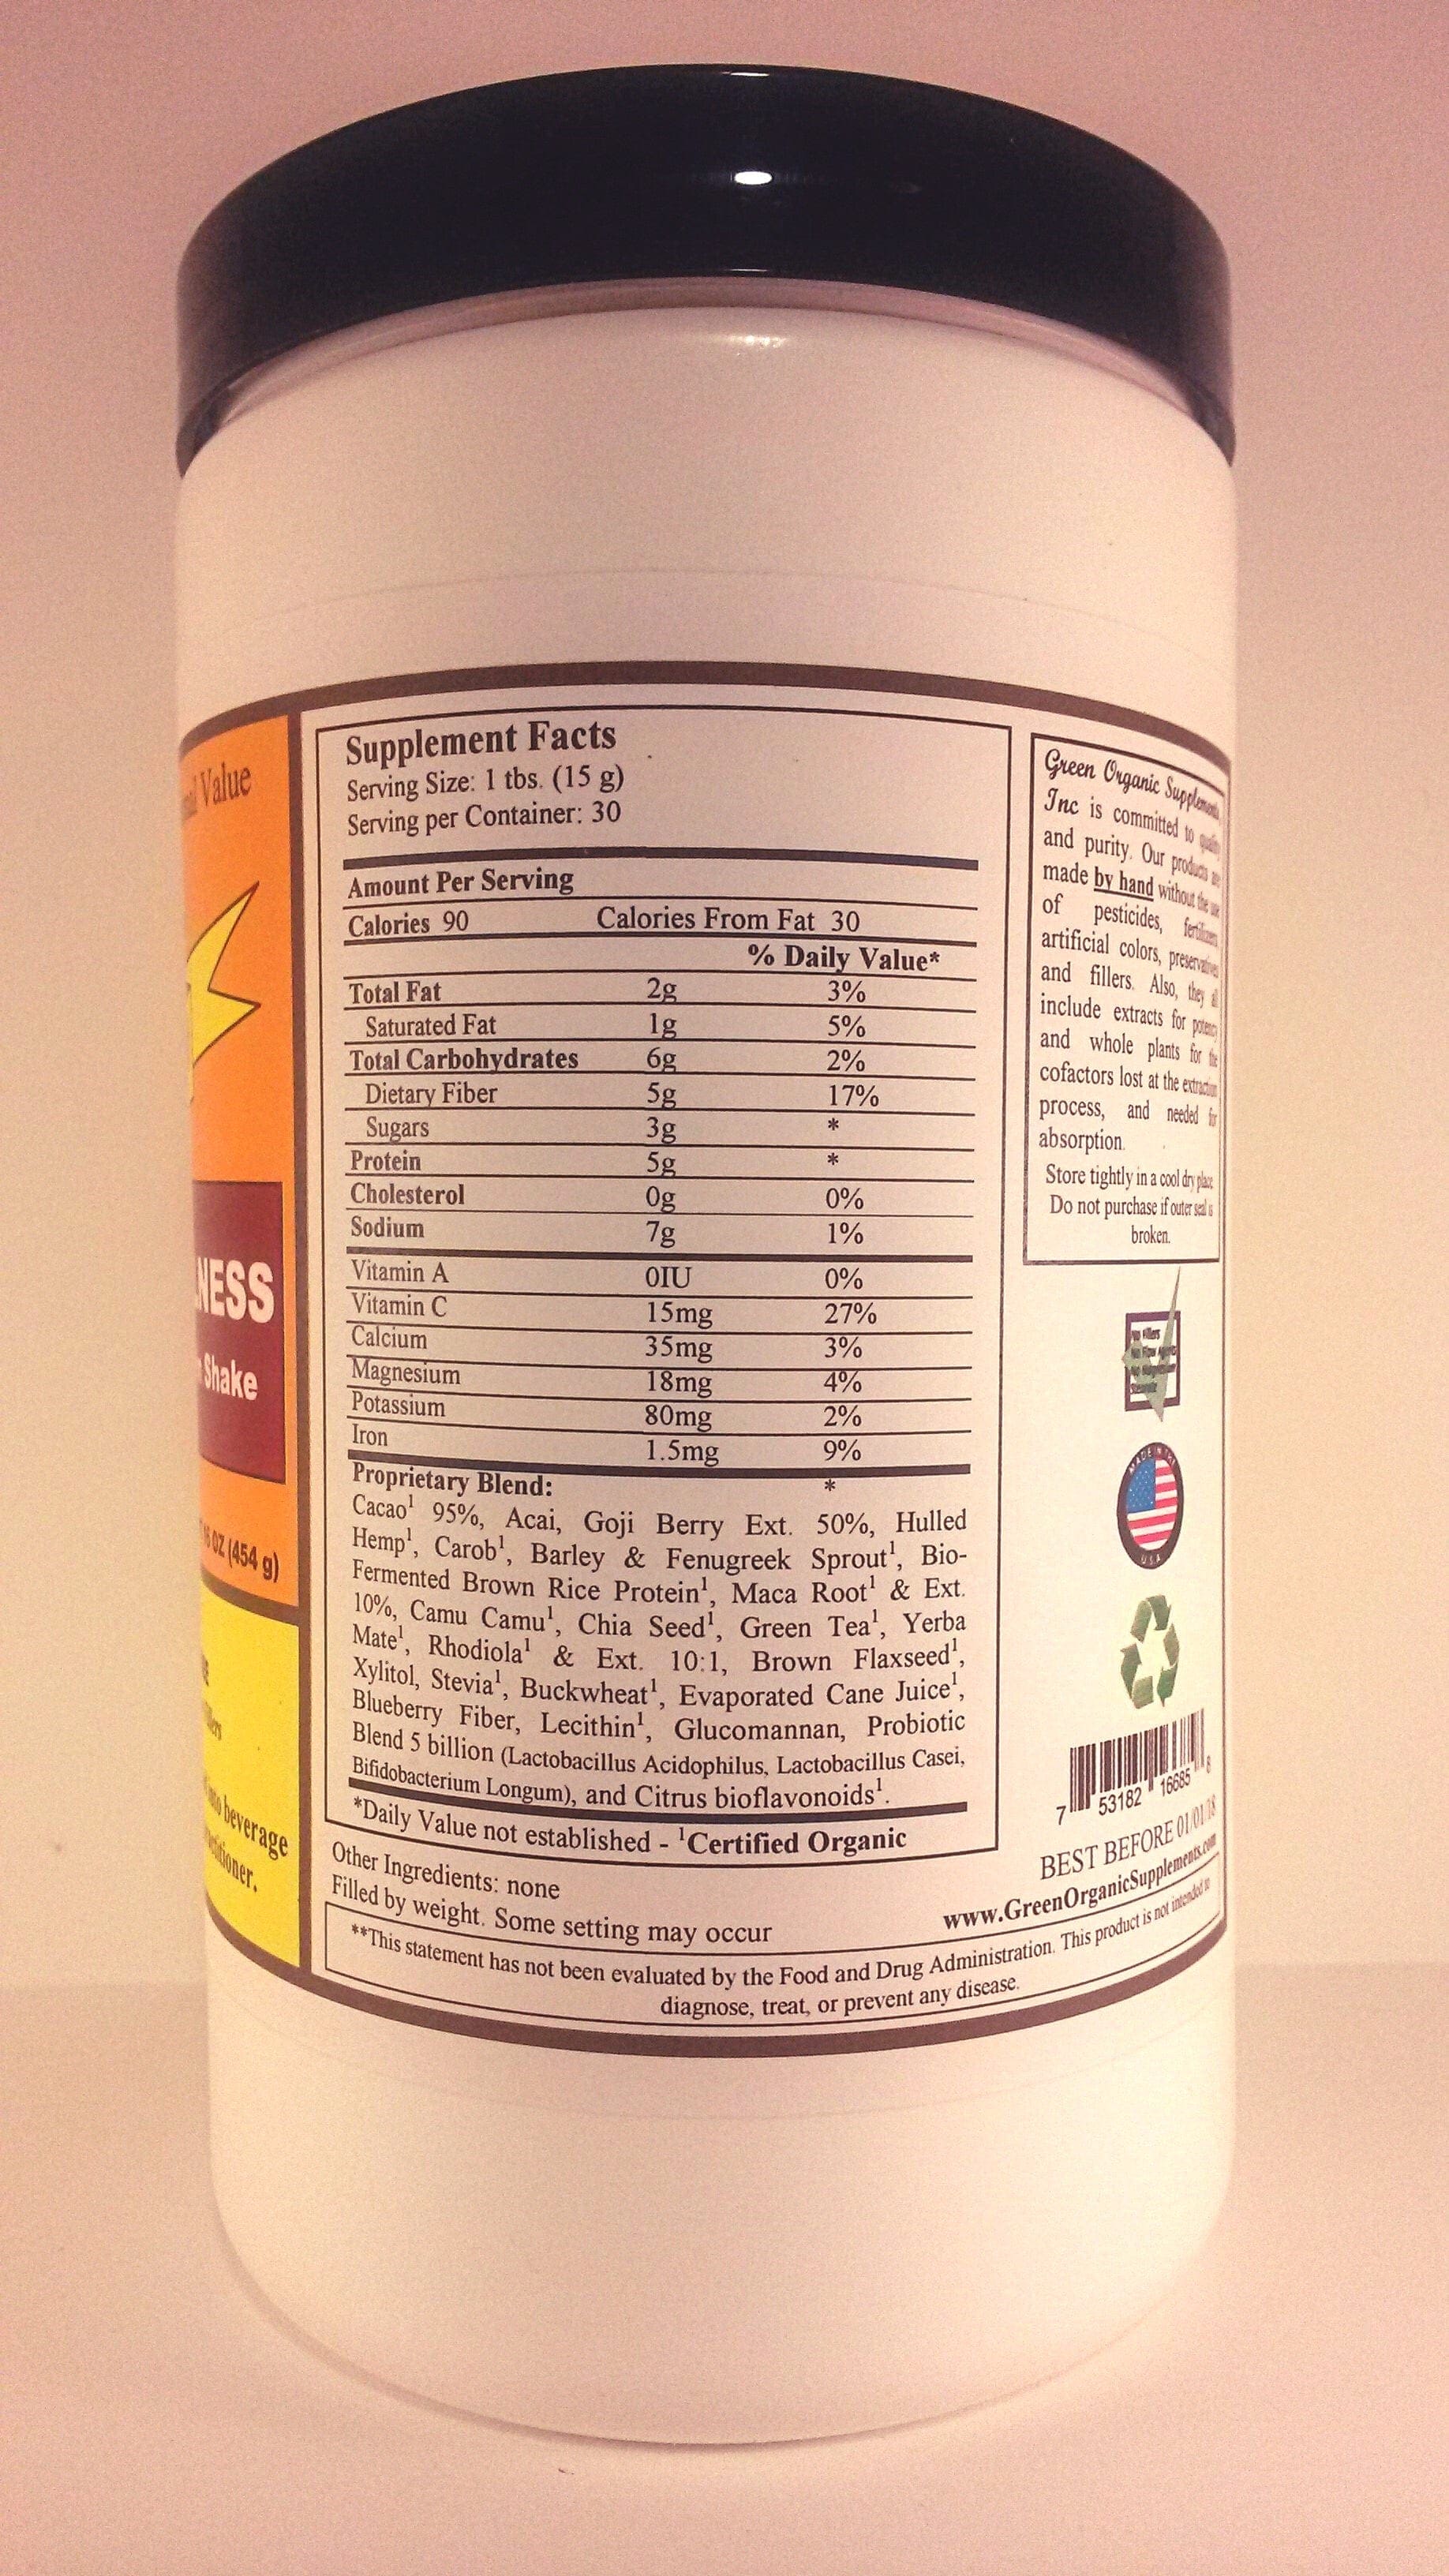 Value
NESS
Shake
OZ (454 g)
beverage
Supplement Facts
Serving Size: 1 tbs. (15 g)
Serving per Container: 30
Amount Per Serving
Calories 90 Calories From Fat 30
% Daily Value*
Total Fat 2g 3%
Saturated Fat 1g 5%
Total Carbohydrates 6g 2%
Dietary Fiber 5g 17%
Sugars 3g *
Protein 5g *
Cholesterol 0g 0%
Sodium 7g 1%
Vitamin A 0IU 0%
Vitamin C 15mg 27%
Calcium 35mg 3%
Magnesium 18mg 4%
Potassium 80mg 2%
Iron 1.5mg 9%
Proprietary Blend: *
Cacao¹ 95%, Acai, Goji Berry Ext. 50%, Hulled
Hemp¹, Carob¹, Barley & Fenugreek Sprout¹, Bio-
Fermented Brown Rice Protein¹, Maca Root¹ & Ext.
10%, Camu Camu¹, Chia Seed¹, Green Tea¹, Yerba
Mate¹, Rhodiola¹ & Ext. 10:1, Brown Flaxseed¹,
Xylitol, Stevia¹, Buckwheat¹, Evaporated Cane Juice¹,
Blueberry Fiber, Lecithin¹, Glucomannan, Probiotic
Blend 5 billion (Lactobacillus Acidophilus, Lactobacillus Casei,
Bifidobacterium Longum), and Citrus bioflavonoids¹.
*Daily Value not established - ¹Certified Organic
Other Ingredients: none
Filled by weight. Some setting may occur
**This statement has not been evaluated by the Food and Drug Administration. This product is not intended to
diagnose, treat, or prevent any disease.
Green Organic Supplements,
Inc is committed to quality
and purity. Our products are
made by hand without the use
of pesticides, fertilizers
artificial colors, preservatives
and fillers. Also, they all
include extracts for potency
and whole plants for the
cofactors lost at the extraction
process, and needed for
absorption.
Store tightly in a cool dry place
Do not purchase if outer seal is
broken.
No Fillers
MADE IN THE
U.S.A
7 53182 16685 8
BEST BEFORE 01/01/18
www.GreenOrganicSupplements.com